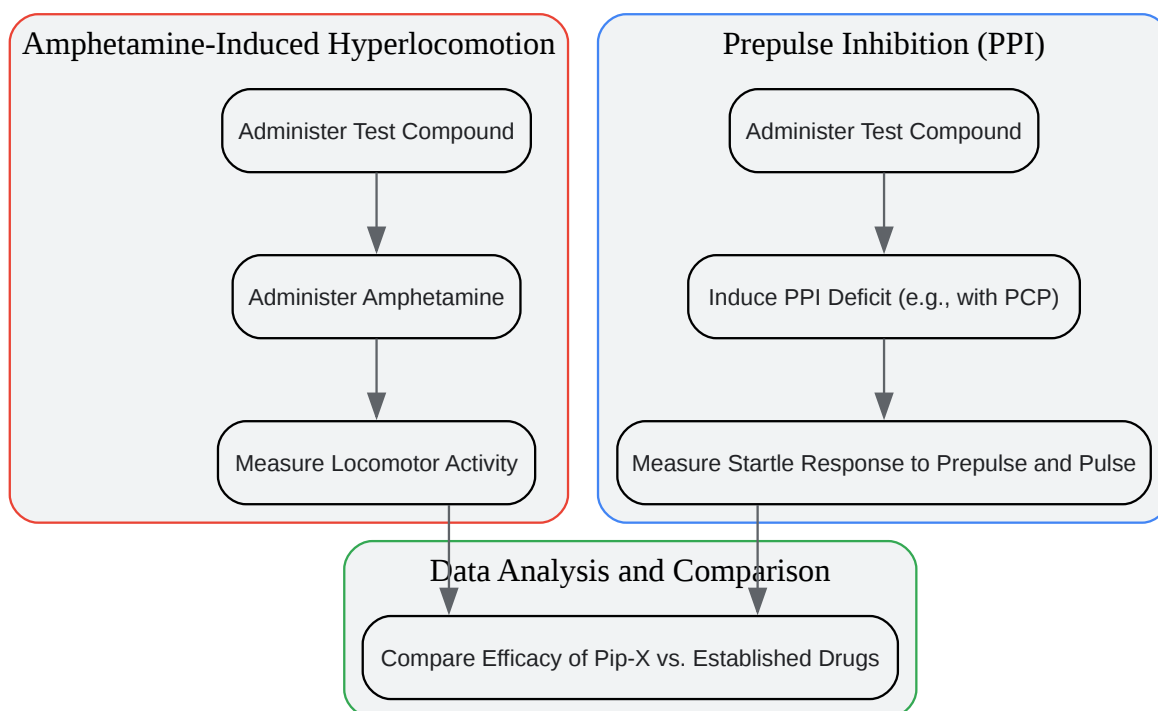 Amphetamine-Induced Hyperlocomotion
Administer Test Compound
Administer Amphetamine
Measure Locomotor Activity
Prepulse Inhibition (PPI)
Administer Test Compound
Induce PPI Deficit (e.g., with PCP)
Measure Startle Response to Prepulse and Pulse
Data Analysis and Comparison
Compare Efficacy of Pip-X vs. Established Drugs